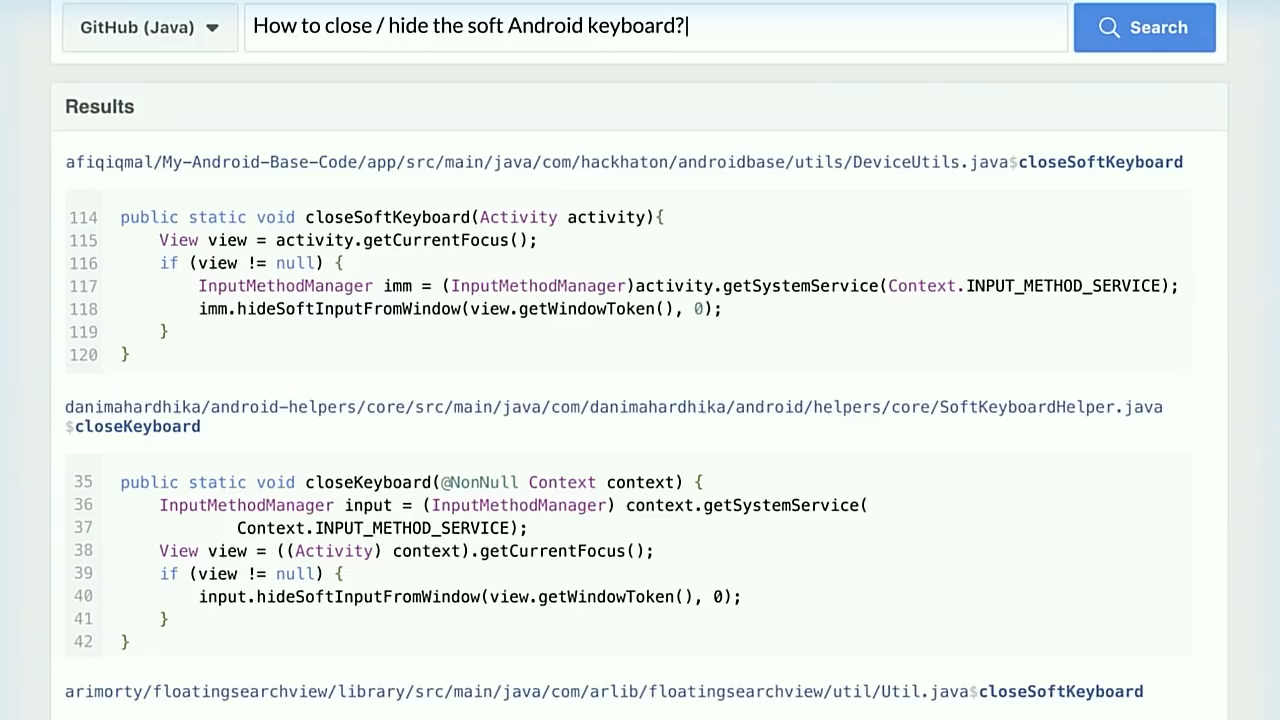 GitHub (Java)
How to close / hide the soft Android keyboard?
Search
Results
afiqiqmal/My-Android-Base-Code/app/src/main/java/com/hackhaton/androidbase/utils/DeviceUtils.java$closeSoftKeyboard
114 public static void closeSoftKeyboard(Activity activity){
115     View view = activity.getCurrentFocus();
116     if (view != null) {
117         InputMethodManager imm = (InputMethodManager)activity.getSystemService(Context.INPUT_METHOD_SERVICE);
118         imm.hideSoftInputFromWindow(view.getWindowToken(), 0);
119     }
120 }
danimahardhika/android-helpers/core/src/main/java/com/danimahardhika/android/helpers/core/SoftKeyboardHelper.java
$closeKeyboard
35 public static void closeKeyboard(@NonNull Context context) {
36     InputMethodManager input = (InputMethodManager) context.getSystemService(
37             Context.INPUT_METHOD_SERVICE);
38     View view = ((Activity) context).getCurrentFocus();
39     if (view != null) {
40         input.hideSoftInputFromWindow(view.getWindowToken(), 0);
41     }
42 }
arimorty/floatingsearchview/library/src/main/java/com/arlib/floatingsearchview/util/Util.java$closeSoftKeyboard